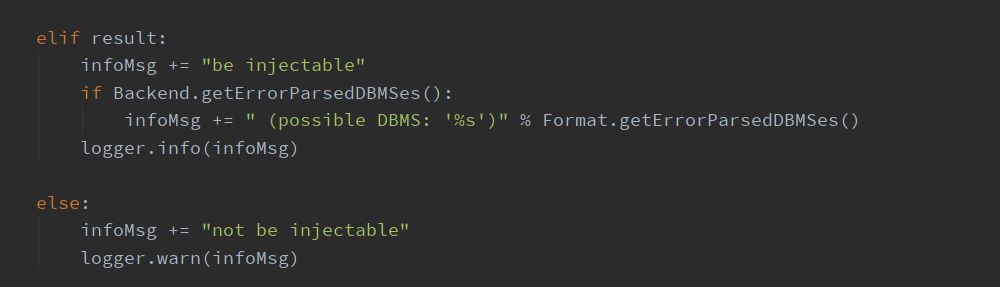 elif result:
    infoMsg += "be injectable"
    if Backend.getErrorParsedDBMSes():
        infoMsg += " (possible DBMS: '%s')" % Format.getErrorParsedDBMSes()
    logger.info(infoMsg)
else:
    infoMsg += "not be injectable"
    logger.warn(infoMsg)